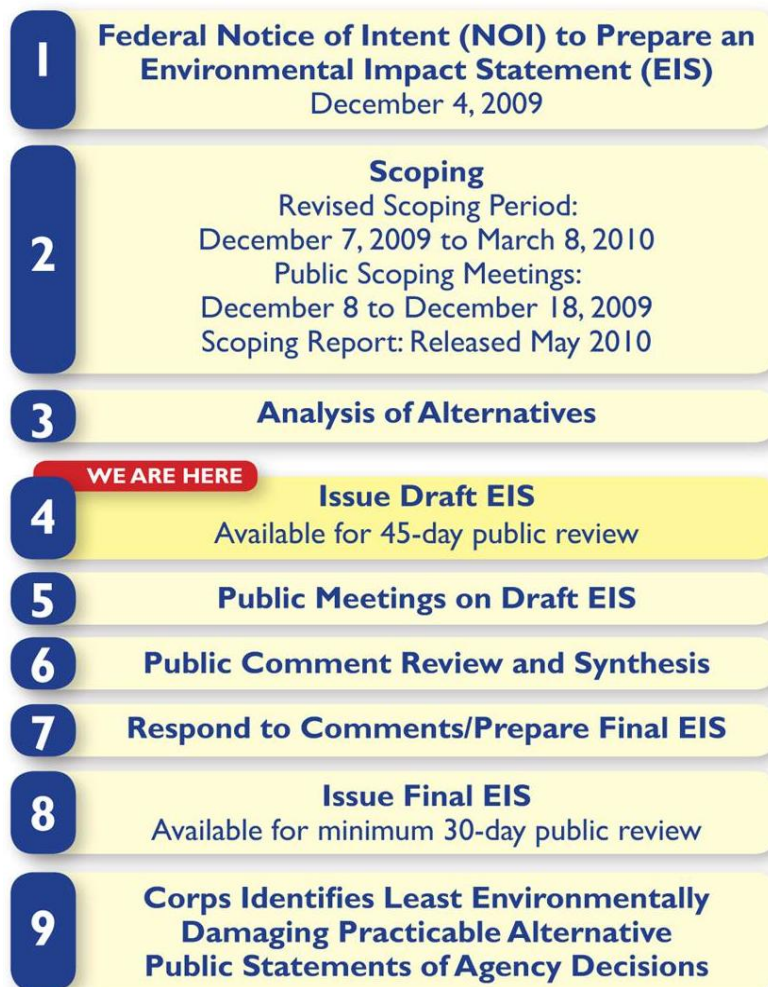 1
Federal Notice of Intent (NOI) to Prepare an
Environmental Impact Statement (EIS)
December 4, 2009
2
Scoping
Revised Scoping Period:
December 7, 2009 to March 8, 2010
Public Scoping Meetings:
December 8 to December 18, 2009
Scoping Report: Released May 2010
3
Analysis of Alternatives
WE ARE HERE
4
Issue Draft EIS
Available for 45-day public review
5
Public Meetings on Draft EIS
6
Public Comment Review and Synthesis
7
Respond to Comments/Prepare Final EIS
8
Issue Final EIS
Available for minimum 30-day public review
9
Corps Identifies Least Environmentally
Damaging Practicable Alternative
Public Statements of Agency Decisions